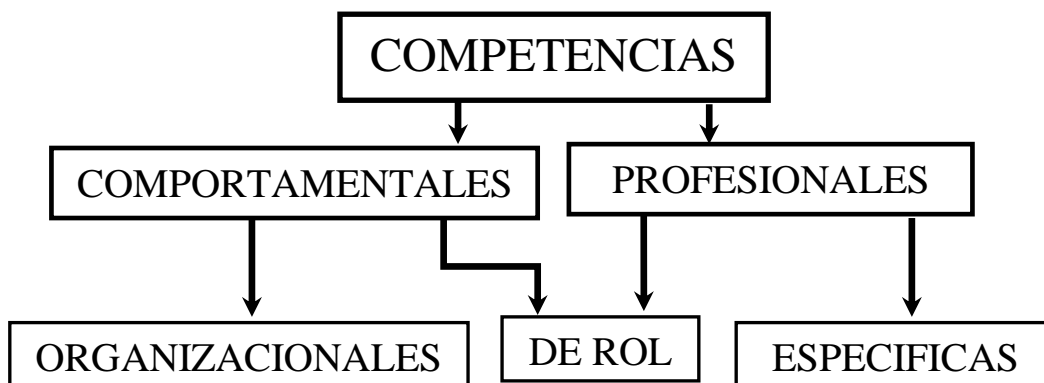 COMPETENCIAS
COMPORTAMENTALES
PROFESIONALES
ORGANIZACIONALES
DE ROL
ESPECIFICAS